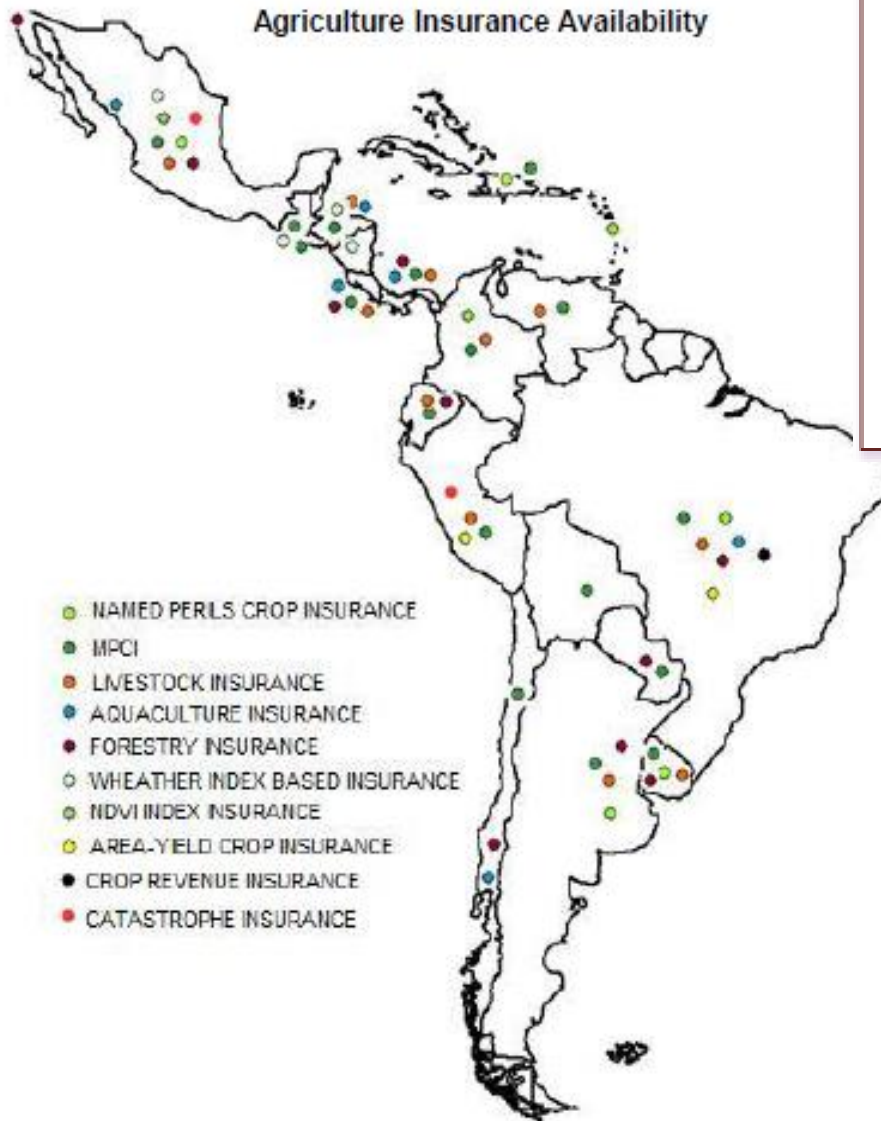 Agriculture Insurance Availability
NAMED PERILS CROP INSURANCE
MPCI
LIVESTOCK INSURANCE
AQUACULTURE INSURANCE
FORESTRY INSURANCE
WHEATHER INDEX BASED INSURANCE
NDVI INDEX INSURANCE
AREA-YIELD CROP INSURANCE
CROP REVENUE INSURANCE
CATASTROPHE INSURANCE